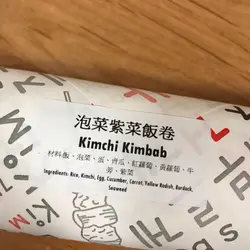 泡菜紫菜飯卷
Kimchi Kimbab
材料飯、泡菜、蛋、青瓜、紅蘿蔔、黃蘿蔔、牛
蒡、紫菜
Ingredients: Rice, Kimchi, Egg, Cucumber, Carrot, Yellow Radish, Burdock,
Seaweed